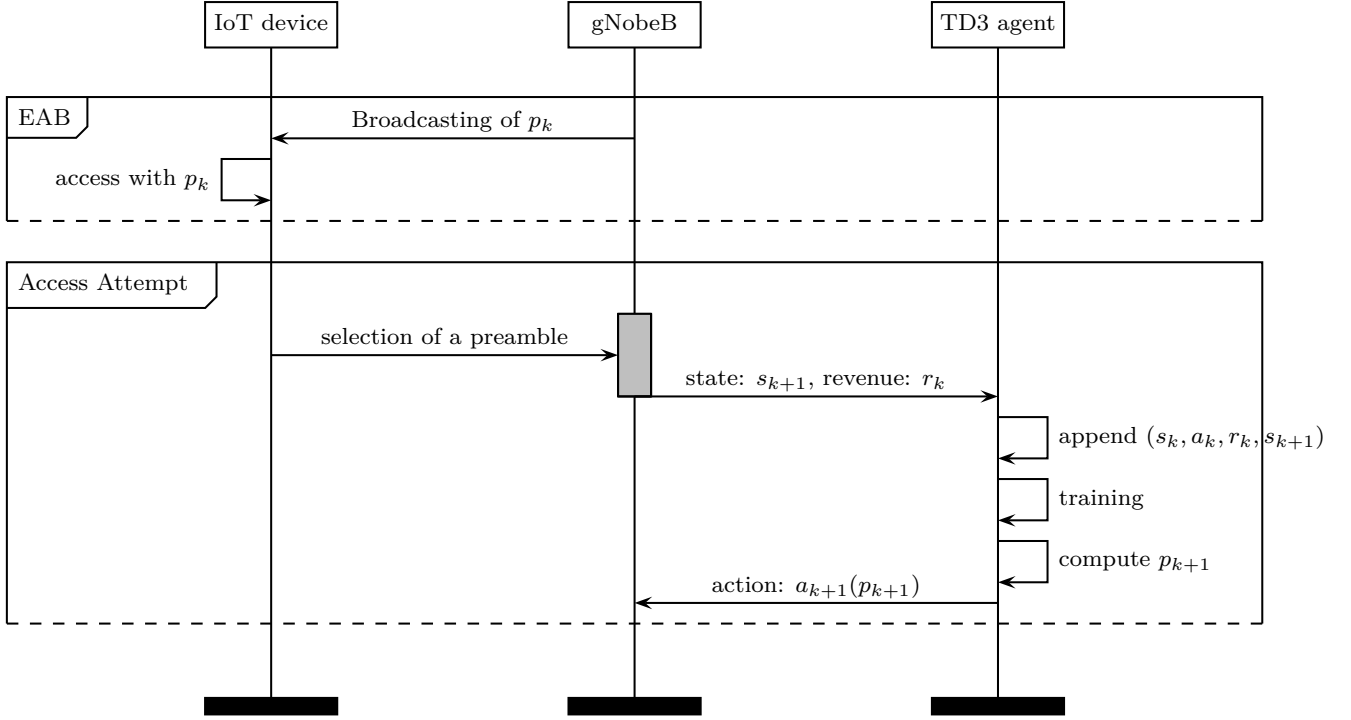 IoT device
gNobeB
TD3 agent
EAB
Broadcasting of $p_k$
access with $p_k$
Access Attempt
selection of a preamble
state: $s_{k+1}$, revenue: $r_k$
append $(s_k, a_k, r_k, s_{k+1})$
training
compute $p_{k+1}$
action: $a_{k+1}(p_{k+1})$